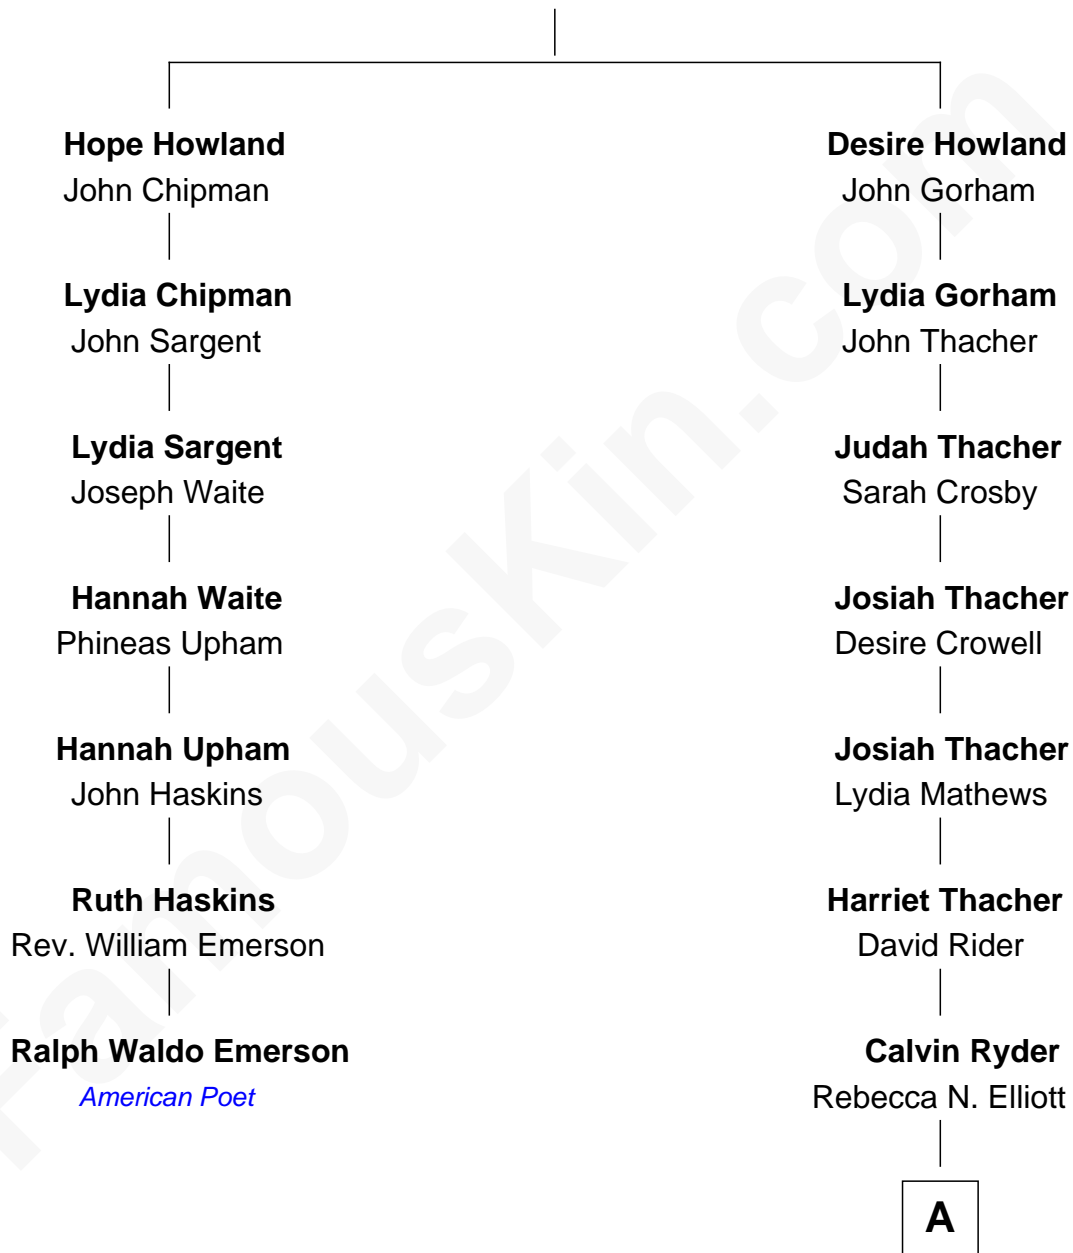 Hope Howland
John Chipman
Lydia Chipman
John Sargent
Lydia Sargent
Joseph Waite
Hannah Waite
Phineas Upham
Hannah Upham
John Haskins
Ruth Haskins
Rev. William Emerson
Ralph Waldo Emerson
American Poet
Desire Howland
John Gorham
Lydia Gorham
John Thacher
Judah Thacher
Sarah Crosby
Josiah Thacher
Desire Crowell
Josiah Thacher
Lydia Mathews
Harriet Thacher
David Rider
Calvin Ryder
Rebecca N. Elliott
A
FamousKin.com